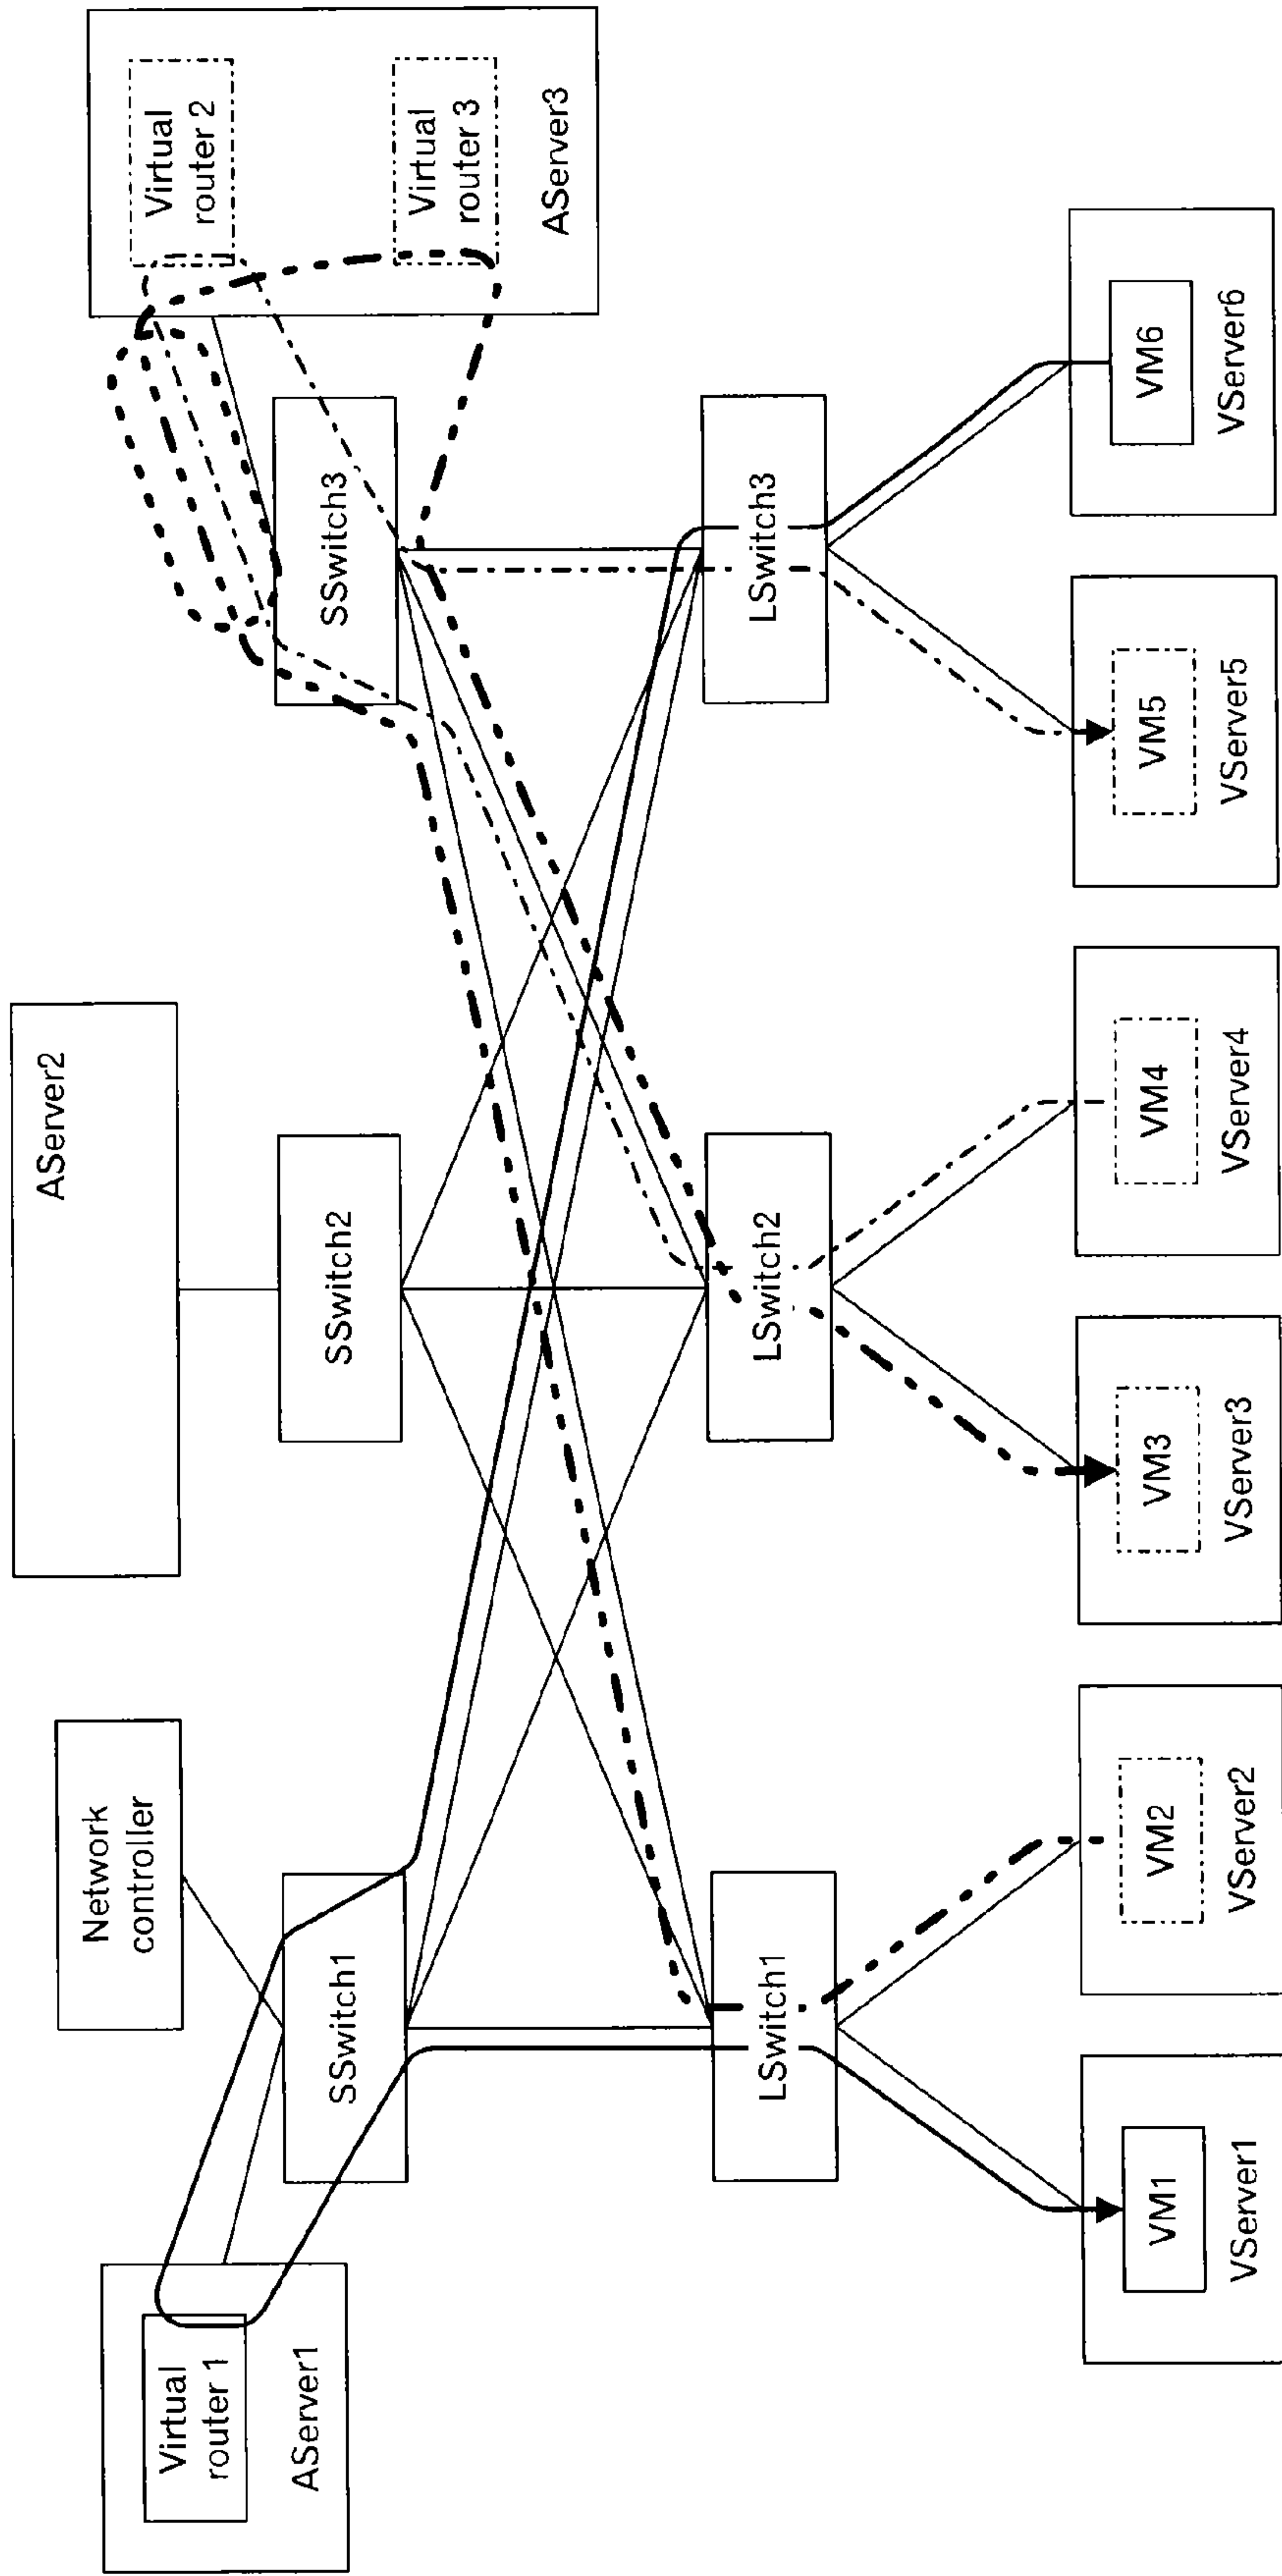 Virtual
router 1
AServer1
Network
controller
AServer2
Virtual
router 2
Virtual
router 3
AServer3
SSwitch1
SSwitch2
SSwitch3
LSwitch1
LSwitch2
LSwitch3
VM1
VServer1
VM2
VServer2
VM3
VServer3
VM4
VServer4
VM5
VServer5
VM6
VServer6